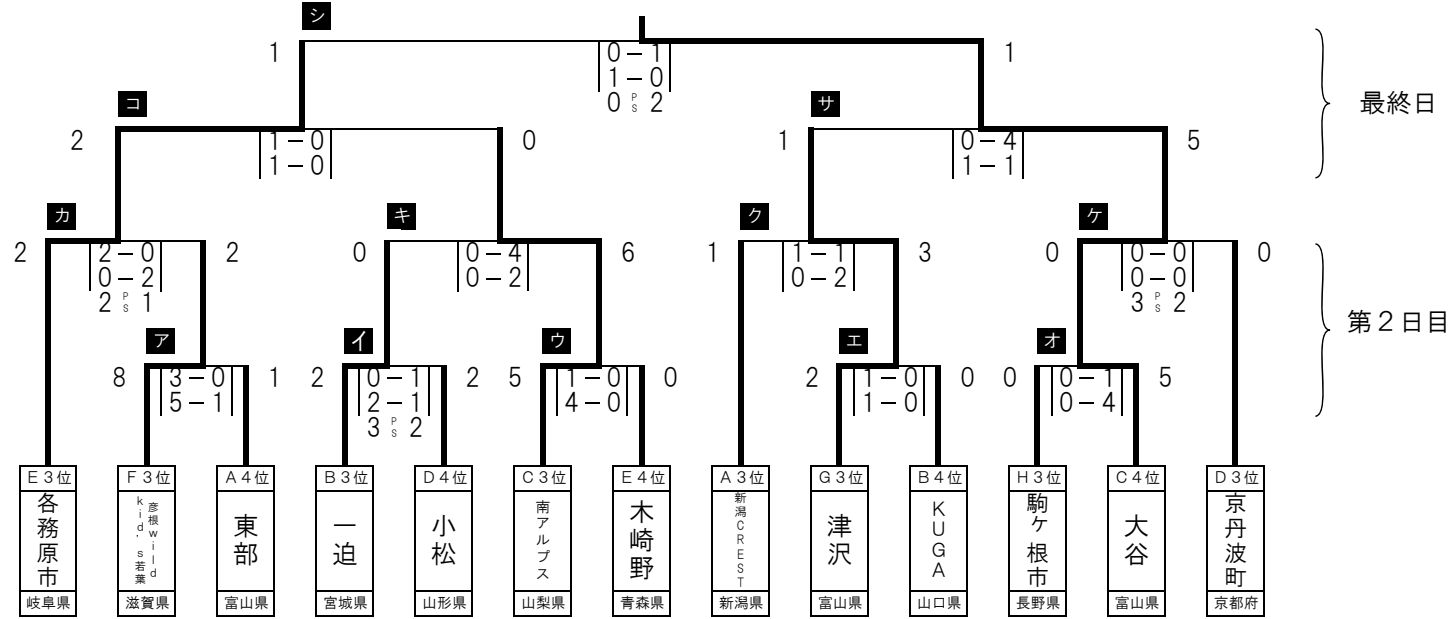 シ
1
0－1
1－0
0 PS 2
1
最終日
コ
2
1－0
1－0
0
サ
1
0－4
1－1
5
カ
2
2－0
0－2
2 PS 1
2
キ
0
0－4
0－2
6
ク
1
1－1
0－2
3
ケ
0
0－0
0－0
3 PS 2
0
第２日目
ア
8
3－0
5－1
1
イ
2
0－1
2－1
3 PS 2
2
ウ
5
1－0
4－0
0
エ
2
1－0
1－0
0
オ
0
0－1
0－4
5
Ｅ３位
各務原市
岐阜県
Ｆ３位
彦根wild
kid's若葉
滋賀県
Ａ４位
東部
富山県
Ｂ３位
一迫
宮城県
Ｄ４位
小松
山形県
Ｃ３位
南アルプス
山梨県
Ｅ４位
木崎野
青森県
Ａ３位
新潟CREST
新潟県
Ｇ３位
津沢
富山県
Ｂ４位
KUGA
山口県
Ｈ３位
駒ヶ根市
長野県
Ｃ４位
大谷
富山県
Ｄ３位
京丹波町
京都府